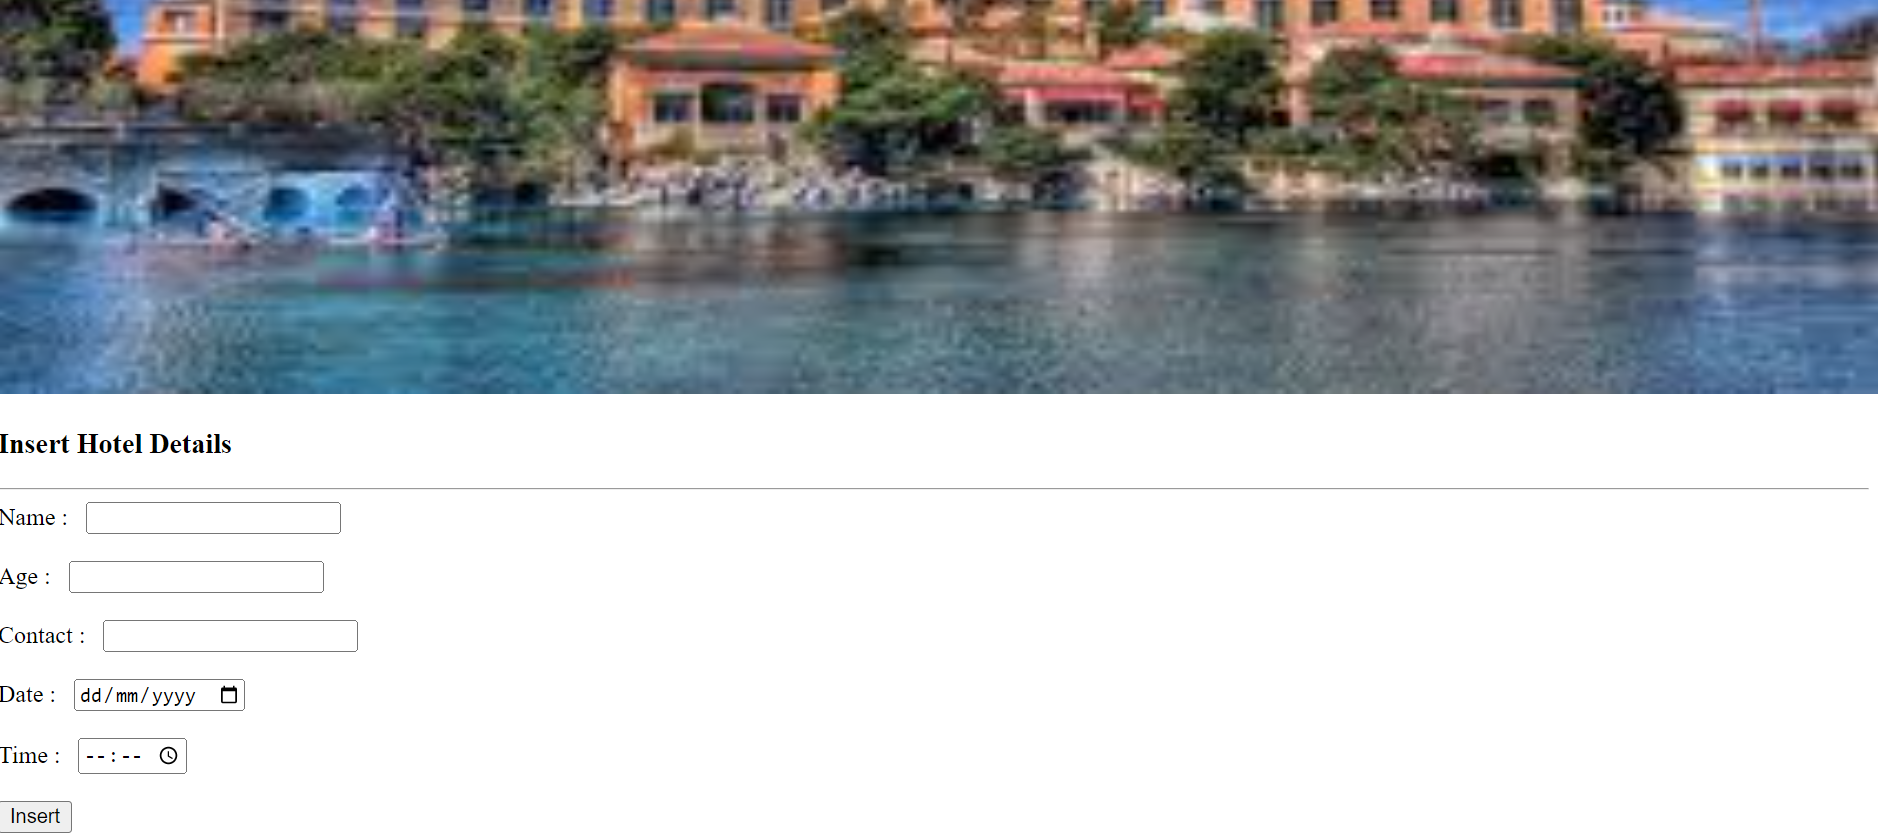 Insert Hotel Details
Name :
Age :
Contact :
Date : dd/mm/yyyy
Time : --:--
Insert